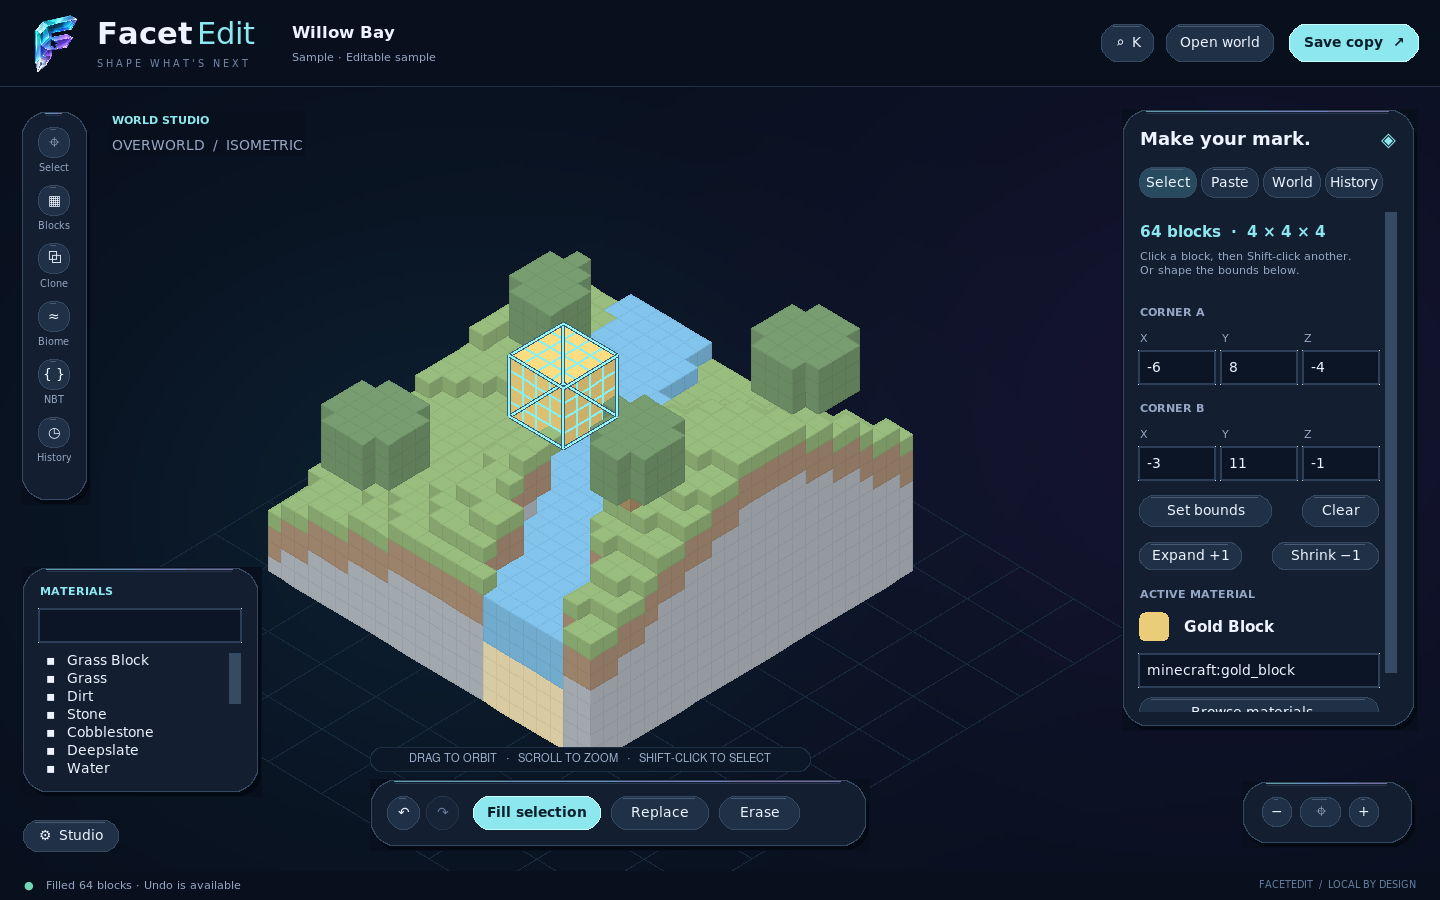 FacetEdit
SHAPE WHAT'S NEXT
Willow Bay
Sample · Editable sample
⌕ K
Open world
Save copy ↗
Select
Blocks
Clone
Biome
{ }
NBT
History
WORLD STUDIO
OVERWORLD / ISOMETRIC
MATERIALS
Grass Block
Grass
Dirt
Stone
Cobblestone
Deepslate
Water
⚙ Studio
DRAG TO ORBIT · SCROLL TO ZOOM · SHIFT-CLICK TO SELECT
↶ ↷ Fill selection Replace Erase
Make your mark.
Select Paste World History
64 blocks · 4 × 4 × 4
Click a block, then Shift-click another.
Or shape the bounds below.
CORNER A
X Y Z
-6 8 -4
CORNER B
X Y Z
-3 11 -1
Set bounds Clear
Expand +1 Shrink −1
ACTIVE MATERIAL
Gold Block
minecraft:gold_block
Browse materials
− +
Filled 64 blocks · Undo is available
FACETEDIT / LOCAL BY DESIGN